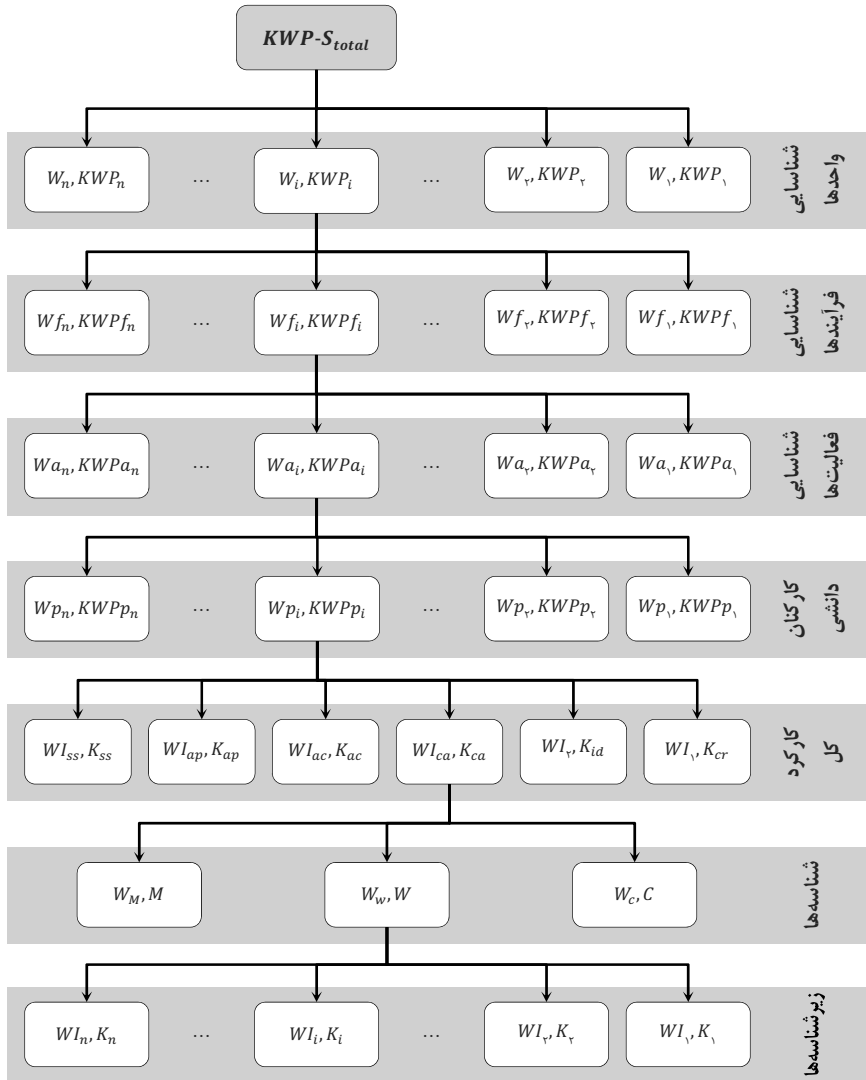 KWP-S_total
W_n, KWP_n ... W_i, KWP_i ... W_۲, KWP_۲ W_۱, KWP_۱
شناسایی
واحدها
Wf_n, KWPf_n ... Wf_i, KWPf_i ... Wf_۲, KWPf_۲ Wf_۱, KWPf_۱
شناسایی
فرآیندها
Wa_n, KWPa_n ... Wa_i, KWPa_i ... Wa_۲, KWPa_۲ Wa_۱, KWPa_۱
شناسایی
فعالیت‌ها
Wp_n, KWPp_n ... Wp_i, KWPp_i ... Wp_۲, KWPp_۲ Wp_۱, KWPp_۱
کارکنان
دانشی
WI_ss, K_ss WI_ap, K_ap WI_ac, K_ac WI_ca, K_ca WI_۲, K_id WI_۱, K_cr
کارکرد
کل
W_M, M W_w, W W_c, C
شناسه‌ها
WI_n, K_n ... WI_i, K_i ... WI_۲, K_۲ WI_۱, K_۱
زیرشناسه‌ها